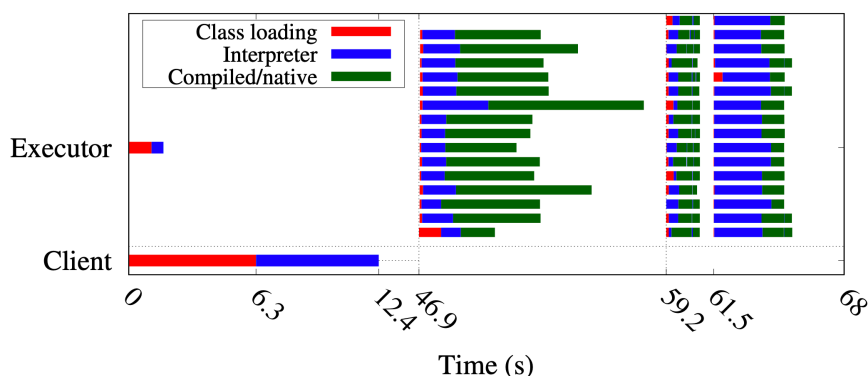 Class loading
Interpreter
Compiled/native
Executor
Client
0
6.3
12.4
46.9
59.2
61.5
68
Time (s)